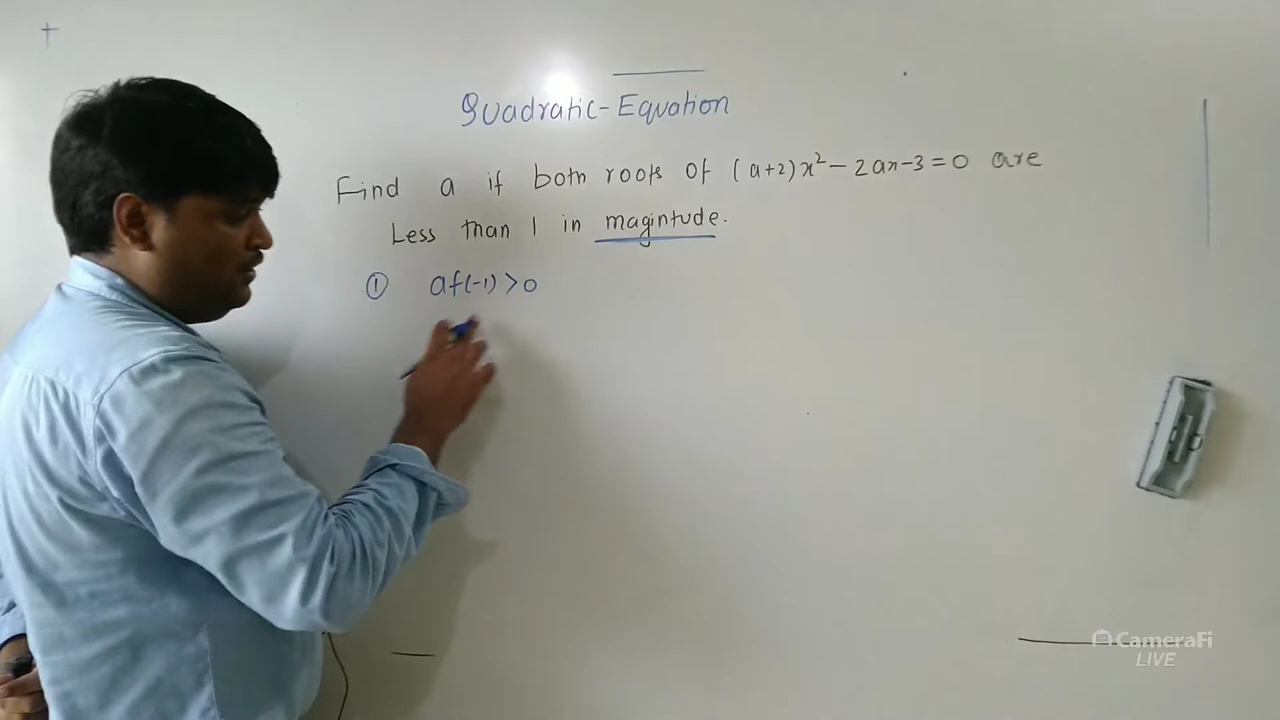 Quadratic-Equation
Find a if both roots of (a+2)x²-2ax-3=0 are
Less than 1 in magintude.
① af(-1)>0
CameraFi
LIVE